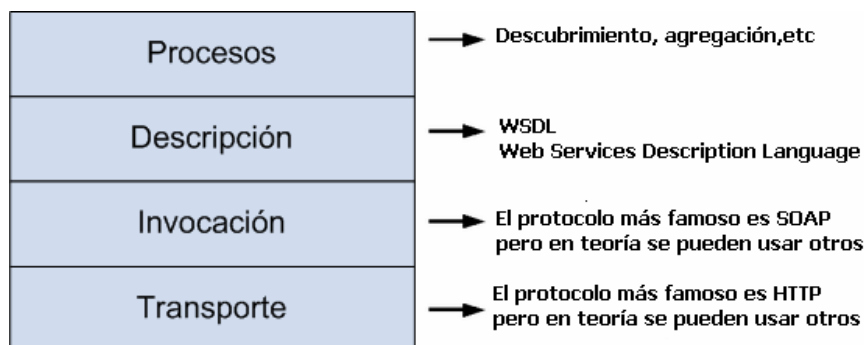 Procesos
Descubrimiento, agregación,etc
Descripción
WSDL
Web Services Description Language
Invocación
El protocolo más famoso es SOAP
pero en teoría se pueden usar otros
Transporte
El protocolo más famoso es HTTP
pero en teoría se pueden usar otros